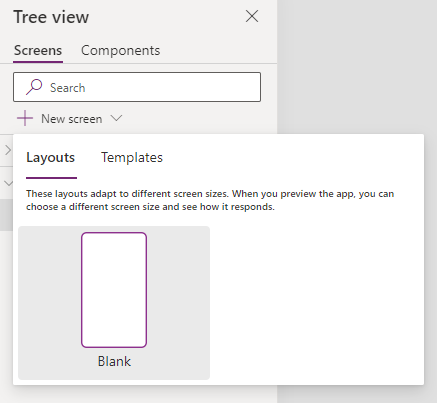 Tree view
Screens Components
Search
New screen
Layouts Templates
These layouts adapt to different screen sizes. When you preview the app, you can
choose a different screen size and see how it responds.
Blank